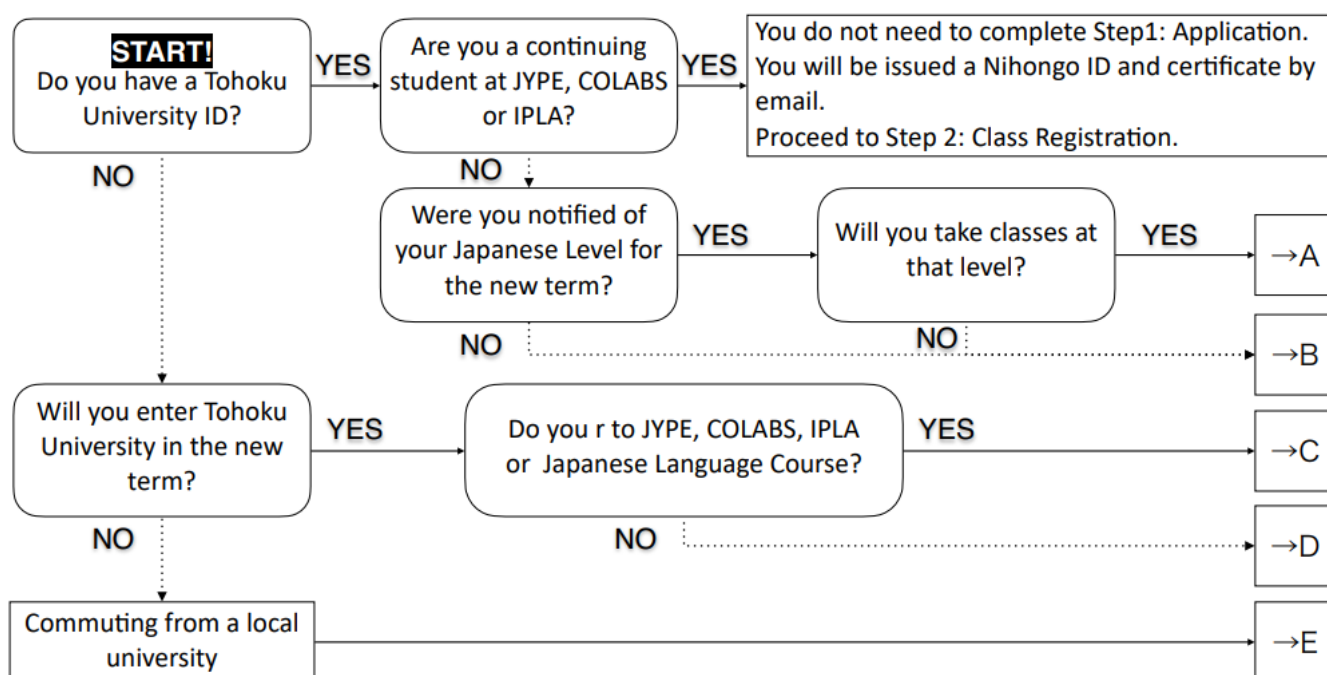 START!
Do you have a Tohoku
University ID?
YES
Are you a continuing
student at JYPE, COLABS
or IPLA?
YES
You do not need to complete Step1: Application.
You will be issued a Nihongo ID and certificate by
email.
Proceed to Step 2: Class Registration.
NO
NO
Were you notified of
your Japanese Level for
the new term?
YES
Will you take classes at
that level?
YES
→A
NO
NO
→B
Will you enter Tohoku
University in the new
term?
YES
Do you r to JYPE, COLABS, IPLA
or Japanese Language Course?
YES
→C
NO
NO
→D
Commuting from a local
university
→E